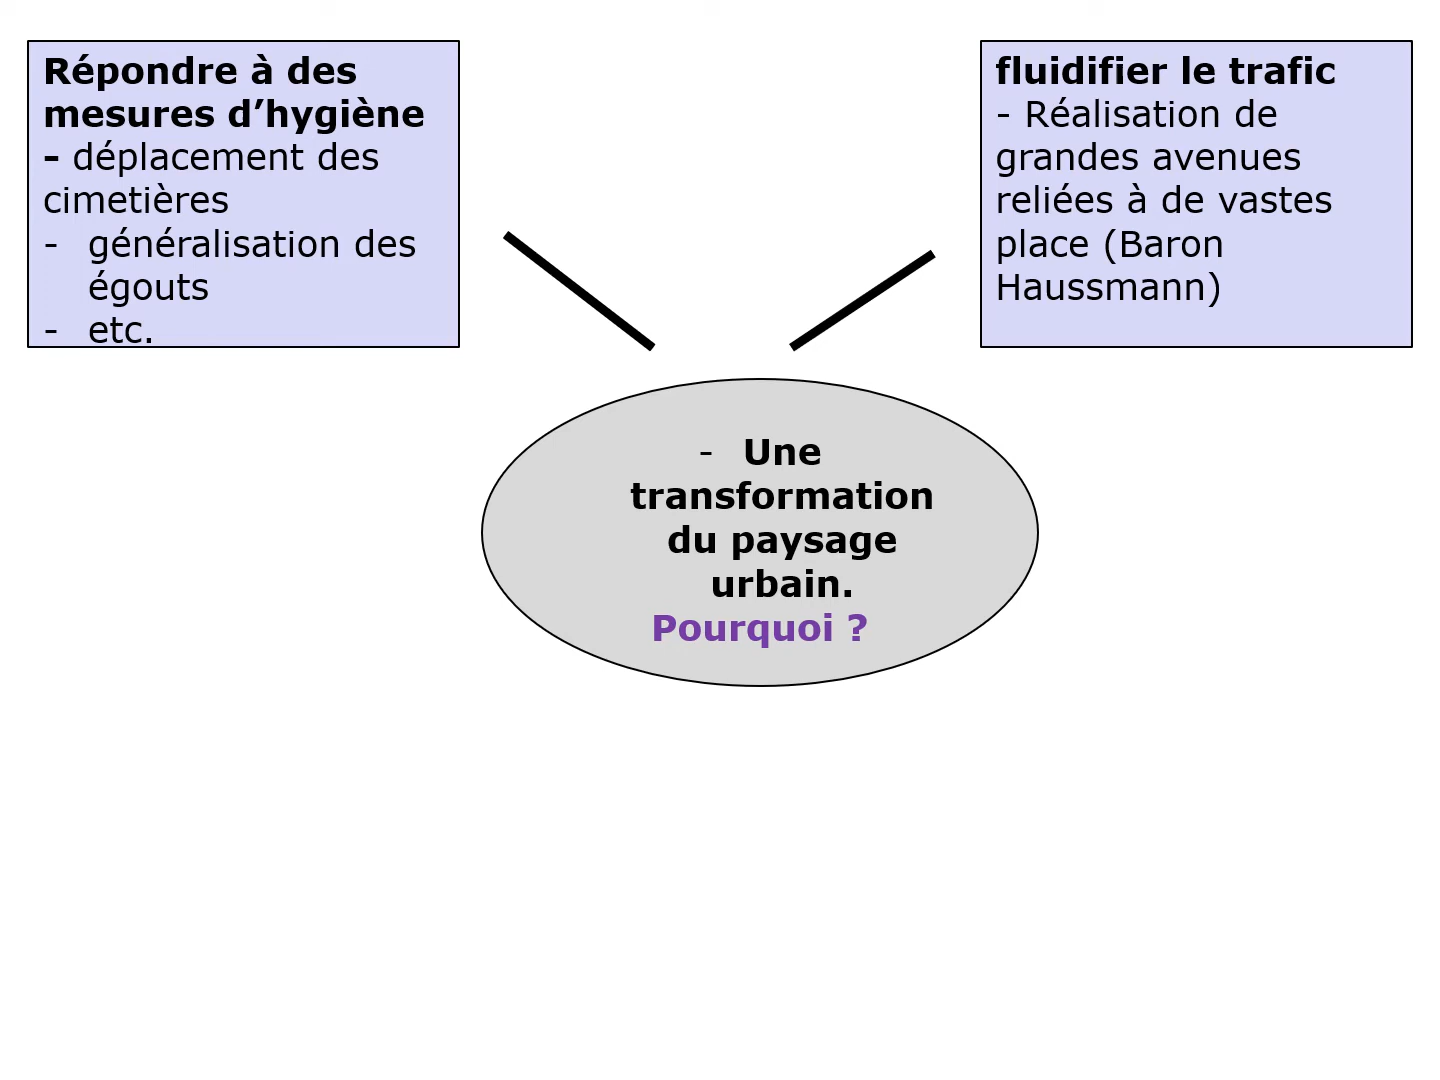 Répondre à des
mesures d’hygiène
- déplacement des
cimetières
- généralisation des
égouts
- etc.
fluidifier le trafic
- Réalisation de
grandes avenues
reliées à de vastes
place (Baron
Haussmann)
- Une
transformation
du paysage
urbain.
Pourquoi ?